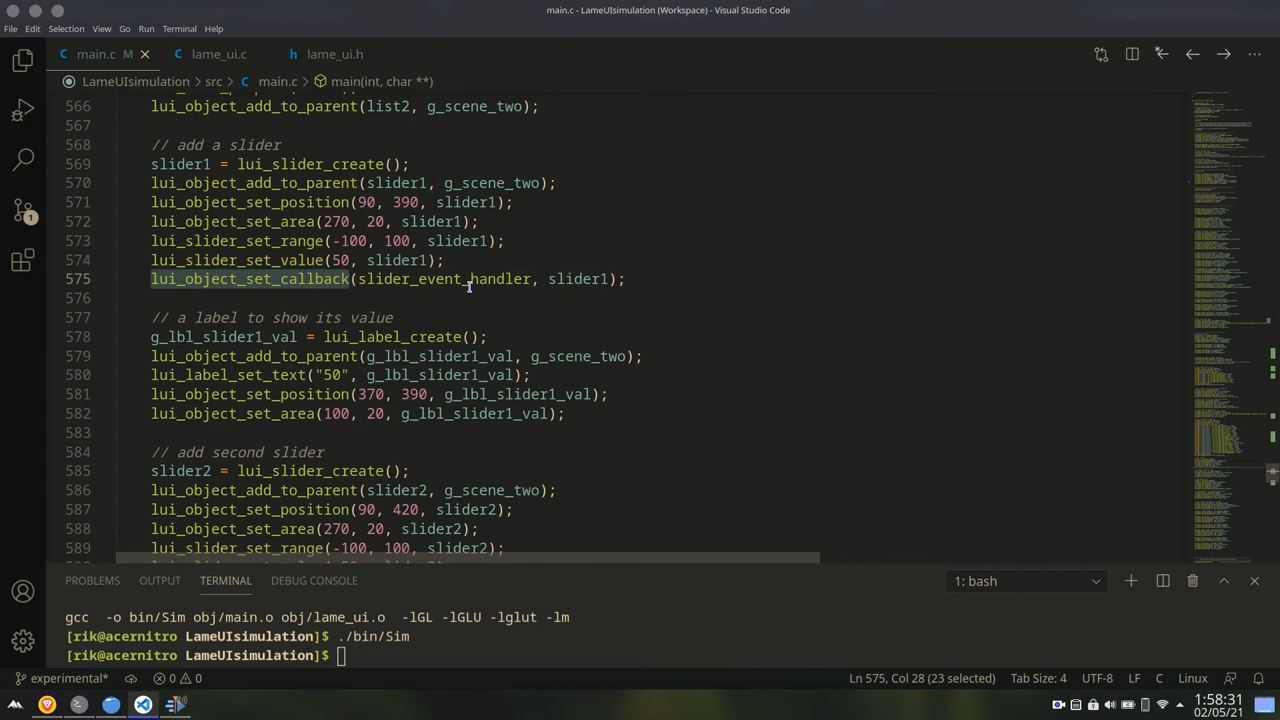 main.c - LameUIsimulation (Workspace) - Visual Studio Code
File Edit Selection View Go Run Terminal Help
main.c M lame_ui.c lame_ui.h
LameUIsimulation › src › main.c › main(int, char **)
566 lui_object_add_to_parent(list2, g_scene_two);
567
568 // add a slider
569 slider1 = lui_slider_create();
570 lui_object_add_to_parent(slider1, g_scene_two);
571 lui_object_set_position(90, 390, slider1);
572 lui_object_set_area(270, 20, slider1);
573 lui_slider_set_range(-100, 100, slider1);
574 lui_slider_set_value(50, slider1);
575 lui_object_set_callback(slider_event_handler, slider1);
576
577 // a label to show its value
578 g_lbl_slider1_val = lui_label_create();
579 lui_object_add_to_parent(g_lbl_slider1_val, g_scene_two);
580 lui_label_set_text("50", g_lbl_slider1_val);
581 lui_object_set_position(370, 390, g_lbl_slider1_val);
582 lui_object_set_area(100, 20, g_lbl_slider1_val);
583
584 // add second slider
585 slider2 = lui_slider_create();
586 lui_object_add_to_parent(slider2, g_scene_two);
587 lui_object_set_position(90, 420, slider2);
588 lui_object_set_area(270, 20, slider2);
589 lui_slider_set_range(-100, 100, slider2);
PROBLEMS OUTPUT TERMINAL DEBUG CONSOLE 1: bash
gcc -o bin/Sim obj/main.o obj/lame_ui.o -lGL -lGLU -lglut -lm
[rik@acernitro LameUIsimulation]$ ./bin/Sim
[rik@acernitro LameUIsimulation]$
experimental* 0 0 Ln 575, Col 28 (23 selected) Tab Size: 4 UTF-8 LF C Linux
1:58:31
02/05/21